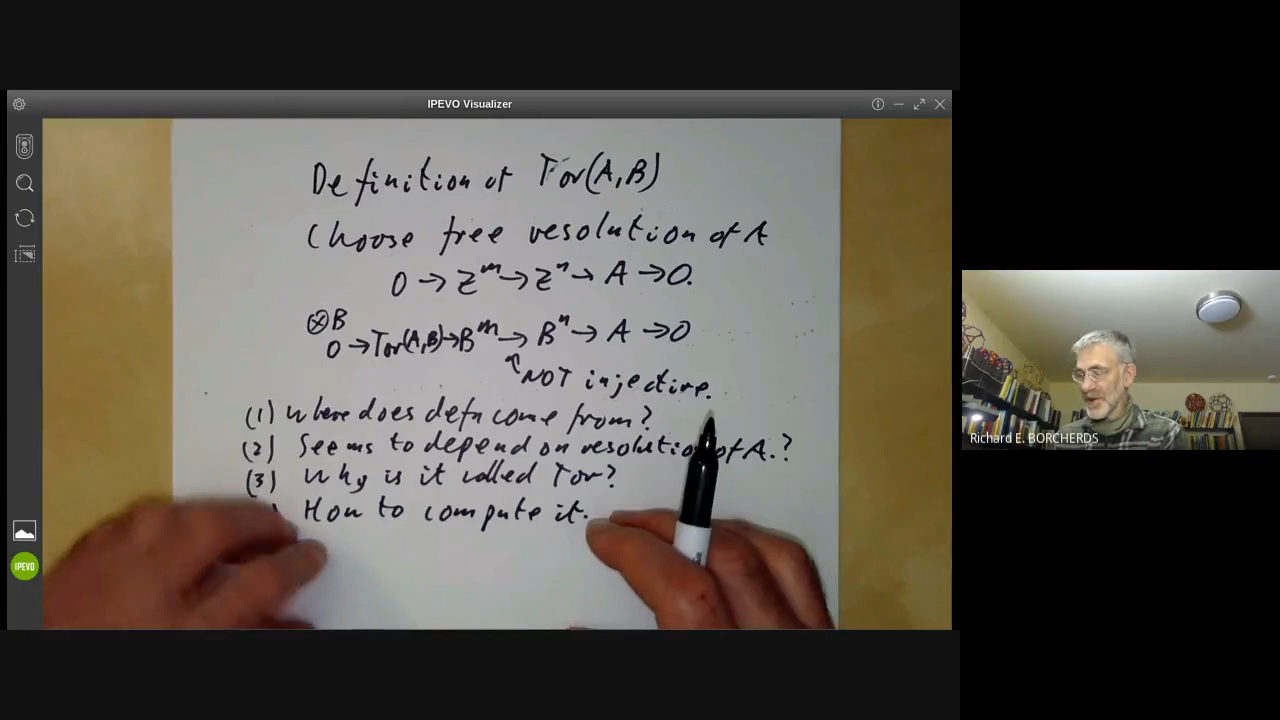 IPEVO Visualizer
Definition of Tor(A,B)
Choose free resolution of A
0 → Z^m → Z^n → A → 0.
⊗B
0 → Tor(A,B) → B^m → B^n → A → 0
↑ NOT injective.
(1) Where does defn come from?
(2) Seems to depend on resolution of A.?
(3) Why is it called Tor?
How to compute it.
IPEVO
Richard E. BORCHERDS